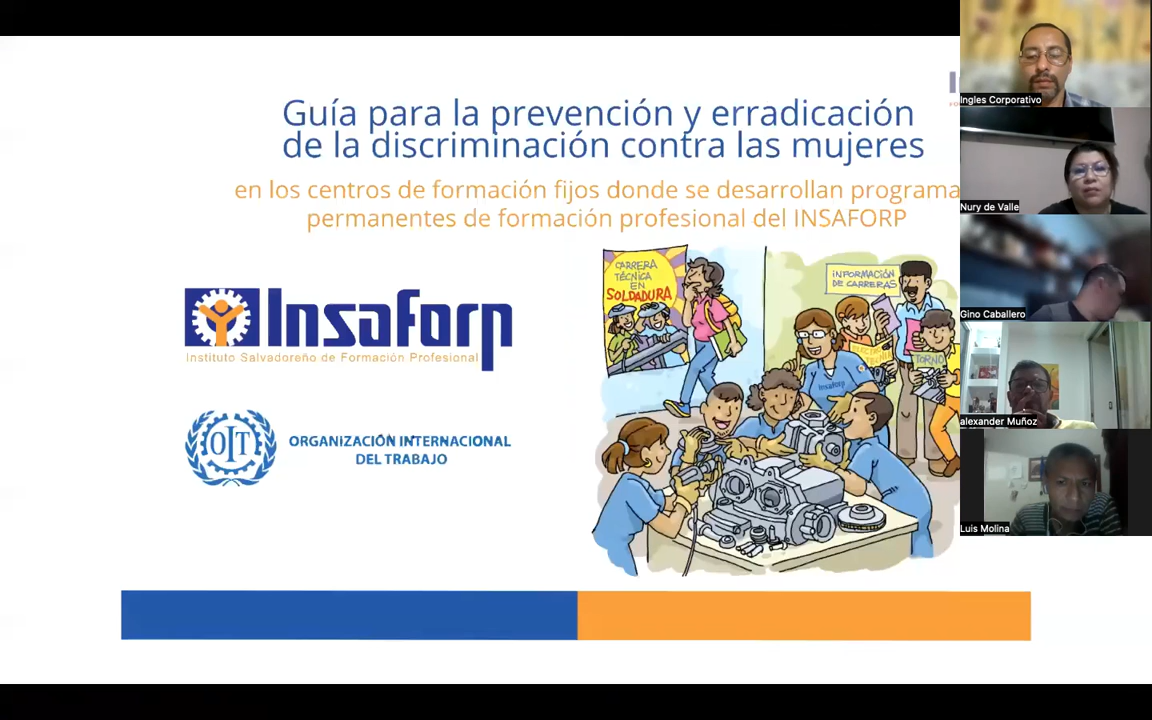 Guía para la prevención y erradicación
de la discriminación contra las mujeres
en los centros de formación fijos donde se desarrollan programa
permanentes de formación profesional del INSAFORP
Insaforp
Instituto Salvadoreño de Formación Profesional
OIT
ORGANIZACIÓN INTERNACIONAL
DEL TRABAJO
CARRERA
TÉCNICA
EN
SOLDADURA
INFORMACIÓN
DE CARRERAS
TORNO
Insaforp
Ingles Corporativo
Nury de Valle
Gino Caballero
alexander Muñoz
Luis Molina